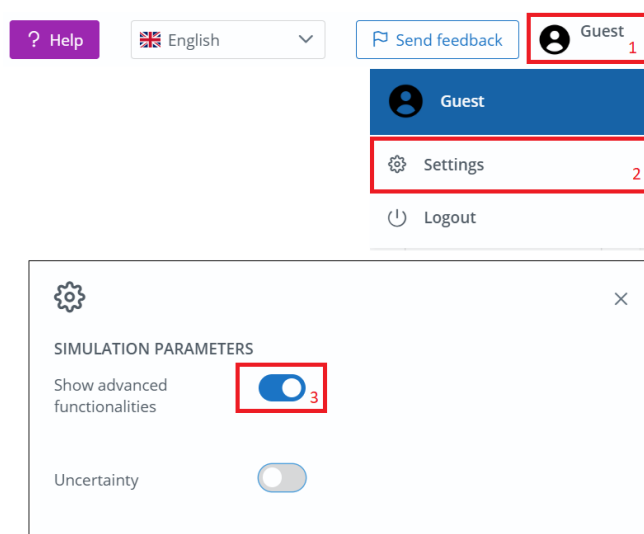 ? Help
English
Send feedback
Guest
1
Guest
Settings
2
Logout
SIMULATION PARAMETERS
Show advanced
functionalities
3
Uncertainty